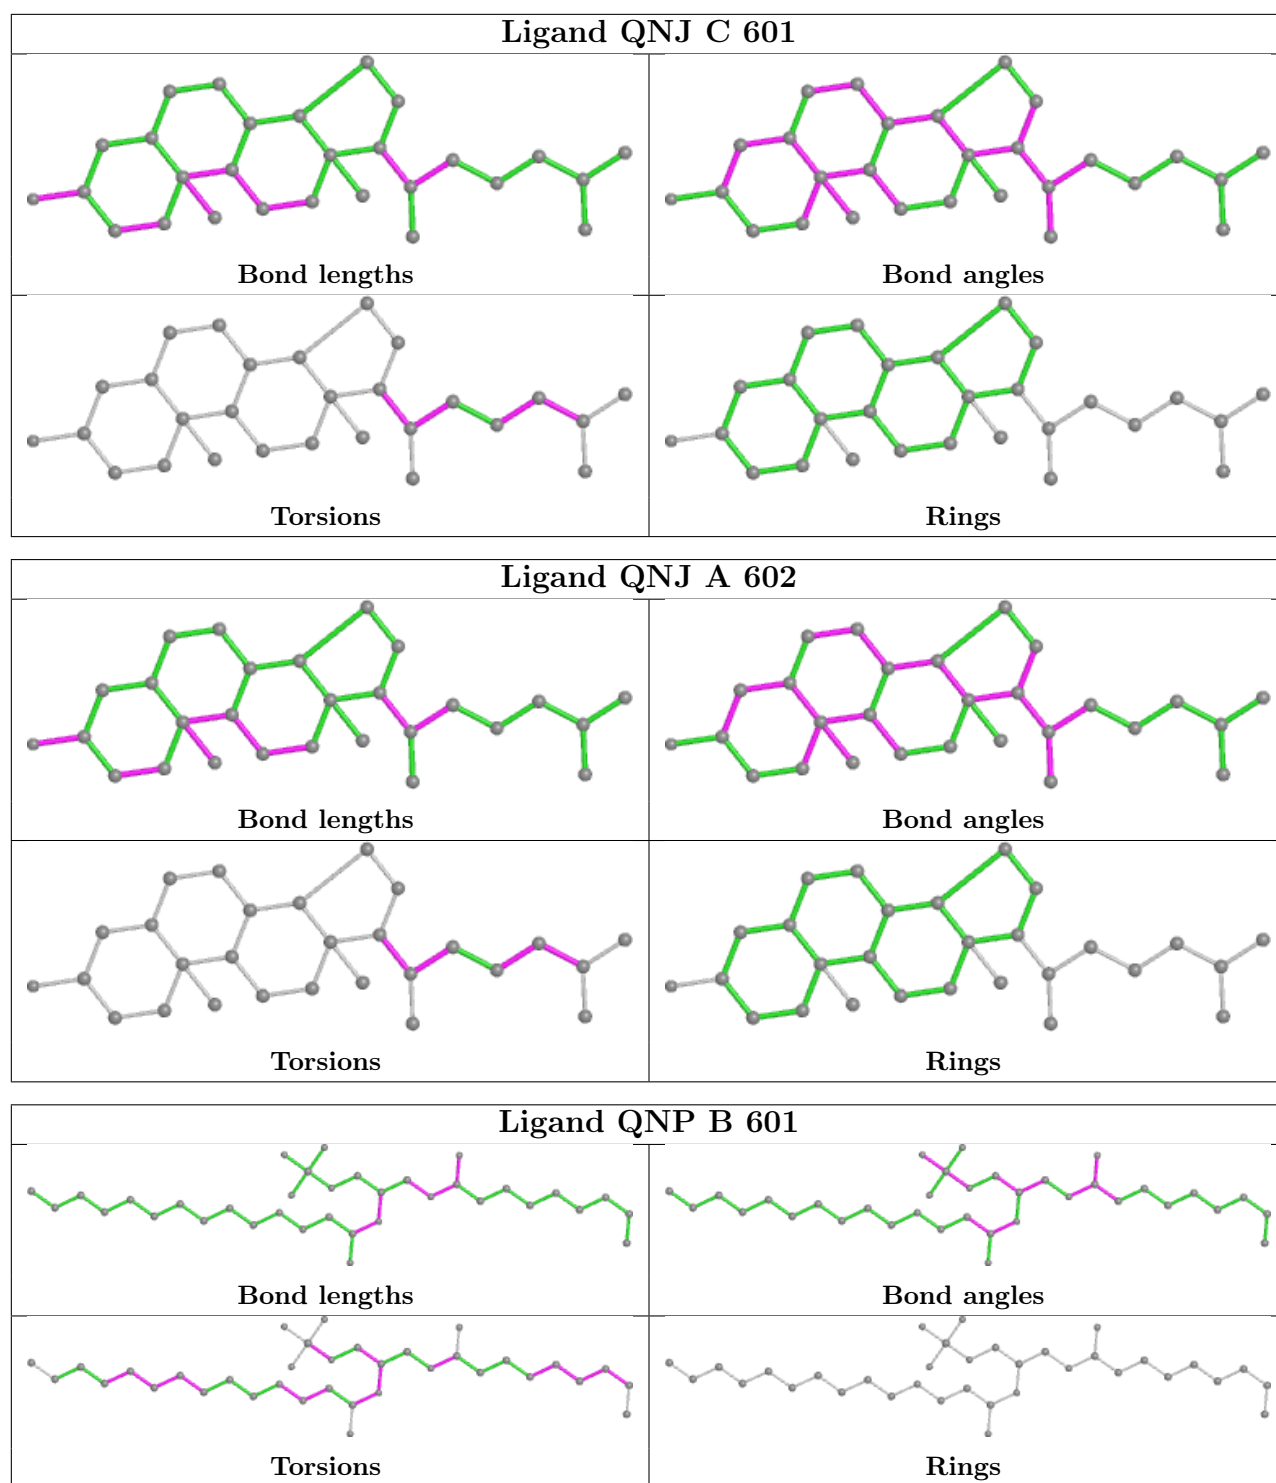 Ligand QNJ C 601
Bond lengths
Bond angles
Torsions
Rings
Ligand QNJ A 602
Bond lengths
Bond angles
Torsions
Rings
Ligand QNP B 601
Bond lengths
Bond angles
Torsions
Rings